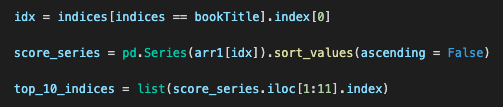 idx = indices[indices == bookTitle].index[0]
score_series = pd.Series(arr1[idx]).sort_values(ascending = False)
top_10_indices = list(score_series.iloc[1:11].index)